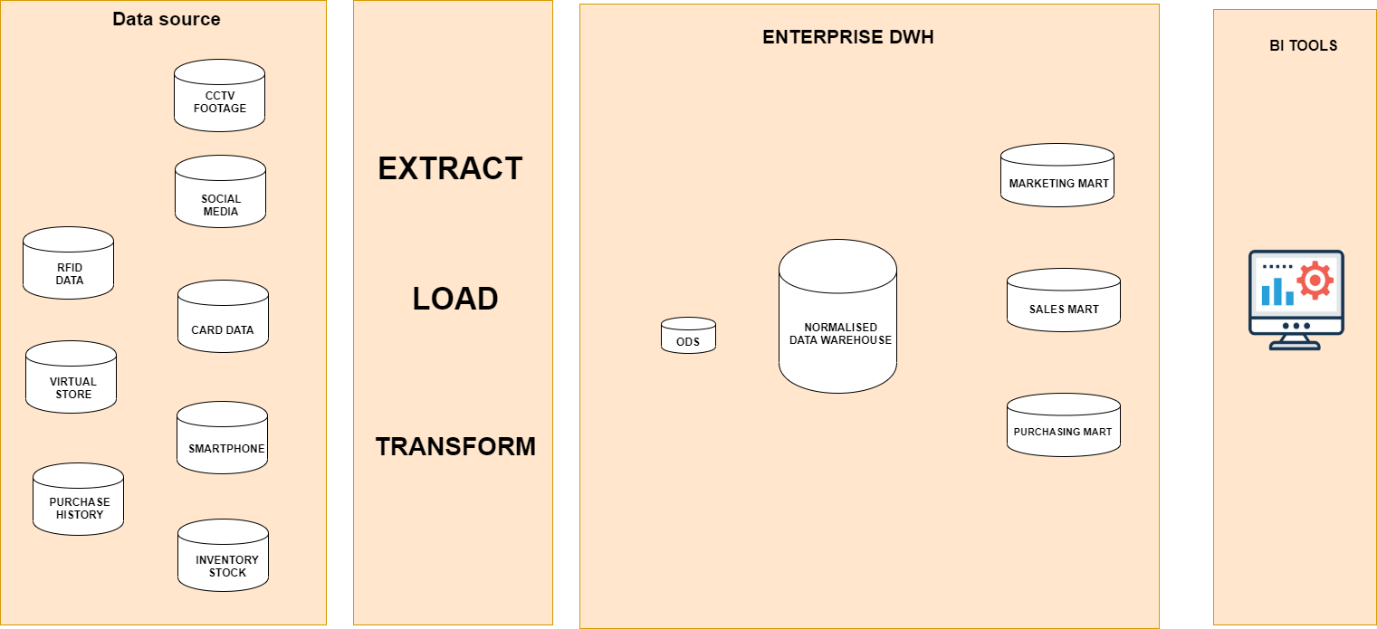 Data source
CCTV
FOOTAGE
SOCIAL
MEDIA
RFID
DATA
CARD DATA
VIRTUAL
STORE
SMARTPHONE
PURCHASE
HISTORY
INVENTORY
STOCK
EXTRACT
LOAD
TRANSFORM
ENTERPRISE DWH
ODS
NORMALISED
DATA WAREHOUSE
MARKETING MART
SALES MART
PURCHASING MART
BI TOOLS